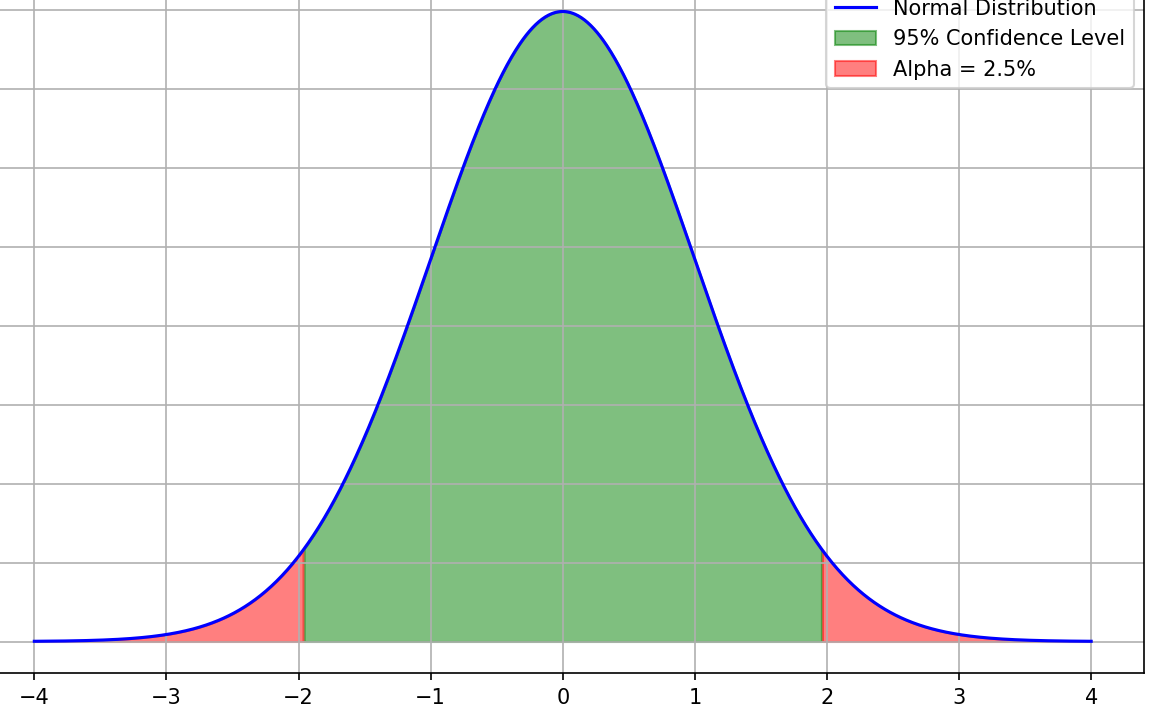 Normal Distribution
95% Confidence Level
Alpha = 2.5%
−4 −3 −2 −1 0 1 2 3 4